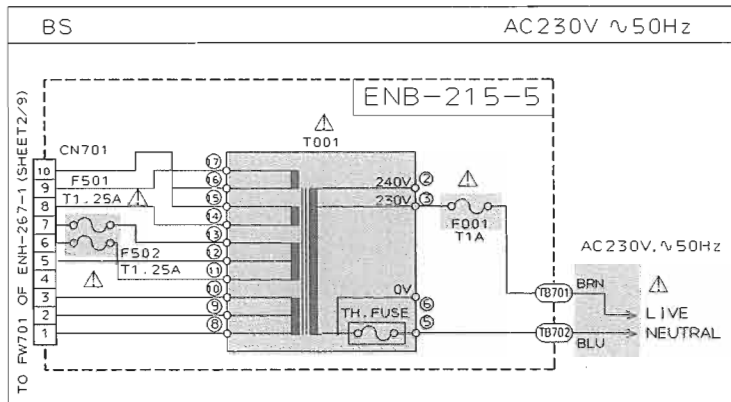 BS
AC230V ∿50Hz
ENB-215-5
TO FW701 OF ENH-267-1 (SHEET2/9)
CN701
10
9
8
7
6
5
4
3
2
1
F501
T1.25A
F502
T1.25A
T001
17
16
15
14
13
12
11
10
9
8
240V
2
230V
3
0V
6
TH.FUSE
5
F001
T1A
AC230V.∿50Hz
TB701
BRN
LIVE
TB702
NEUTRAL
BLU